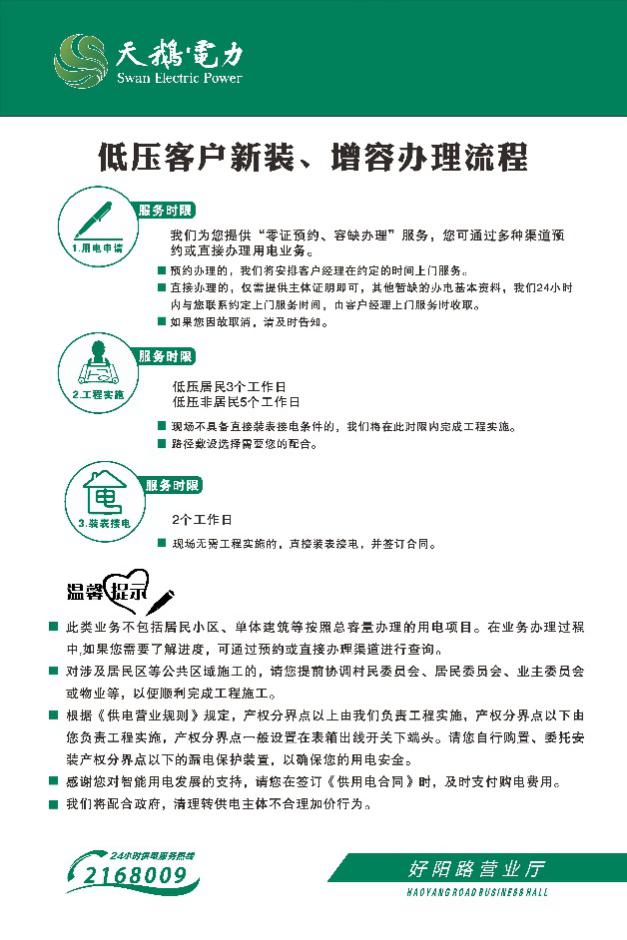 天鹅·電力
Swan Electric Power
低压客户新装、增容办理流程
服务时限
1.用电申请
我们为您提供“零证预约、容缺办理”服务，您可通过多种渠道预
约或直接办理用电业务。
预约办理的，我们将安排客户经理在约定的时间上门服务。
直接办理的，仅需提供主体证明即可，其他暂缺的办电基本资料，我们24小时
内与您联系约定上门服务时间，由客户经理上门服务时收取。
如果您因故取消，请及时告知。
服务时限
2.工程实施
低压居民3个工作日
低压非居民5个工作日
现场不具备直接装表接电条件的，我们将在此时限内完成工程实施。
路径敷设选择需要您的配合。
服务时限
电
3.装表接电
2个工作日
现场无需工程实施的，直接装表接电，并签订合同。
温馨提示
此类业务不包括居民小区、单体建筑等按照总容量办理的用电项目。在业务办理过程
中,如果您需要了解进度，可通过预约或直接办理渠道进行查询。
对涉及居民区等公共区域施工的，请您提前协调村民委员会、居民委员会、业主委员会
或物业等，以便顺利完成工程施工。
根据《供电营业规则》规定，产权分界点以上由我们负责工程实施，产权分界点以下由
您负责工程实施，产权分界点一般设置在表箱出线开关下端头。请您自行购置、委托安
装产权分界点以下的漏电保护装置，以确保您的用电安全。
感谢您对智能用电发展的支持，请您在签订《供用电合同》时，及时支付购电费用。
我们将配合政府，清理转供电主体不合理加价行为。
24小时供电服务热线
2168009
好阳路营业厅
HAOYANG ROAD BUSINESS HALL